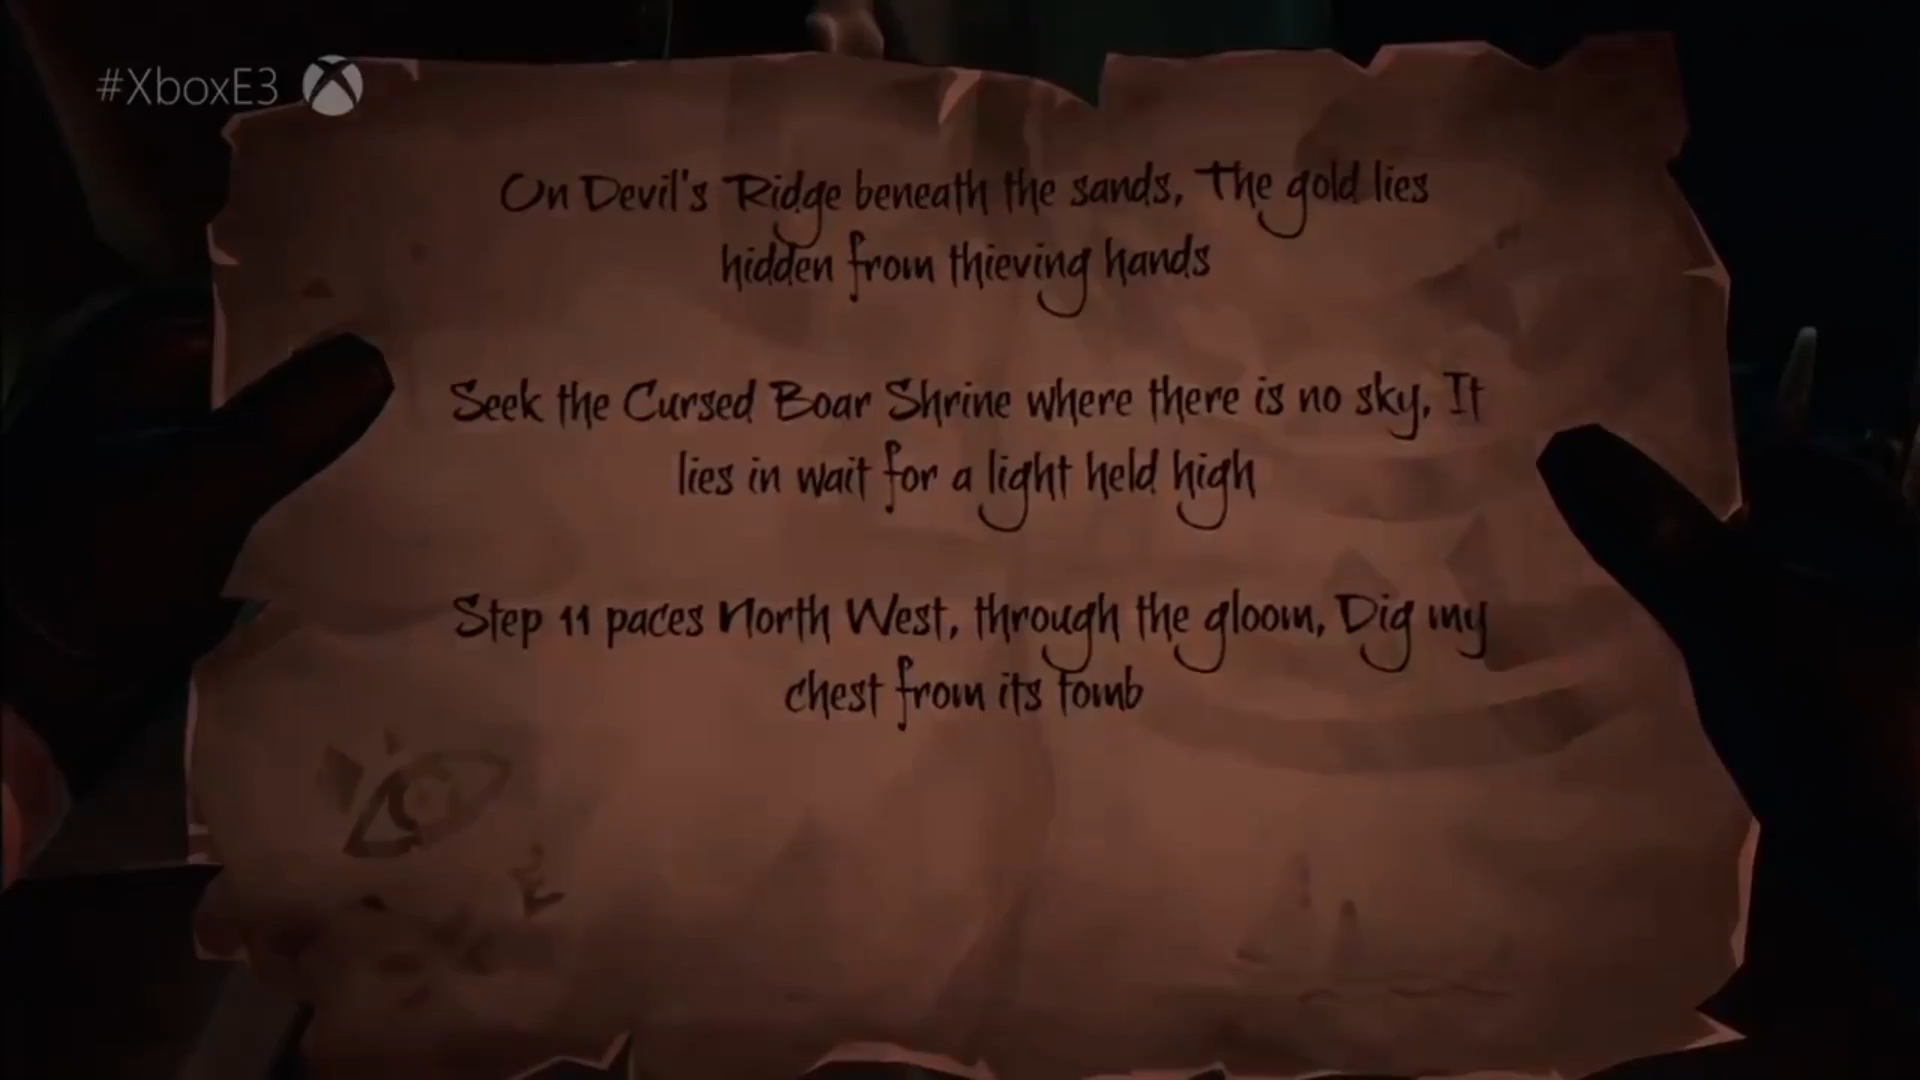 #XboxE3
On Devil's Ridge beneath the sands, The gold lies
hidden from thieving hands
Seek the Cursed Boar Shrine where there is no sky, It
lies in wait for a light held high
Step 11 paces North West, through the gloom, Dig my
chest from its tomb